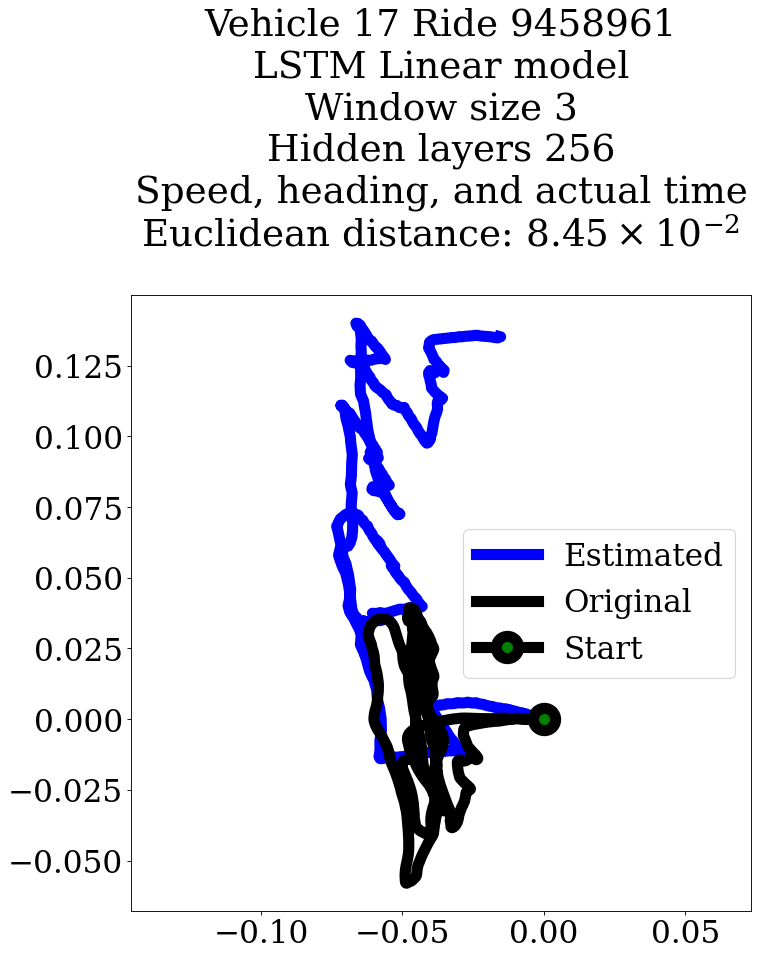 Vehicle 17 Ride 9458961
LSTM Linear model
Window size 3
Hidden layers 256
Speed, heading, and actual time
Euclidean distance: 8.45 × 10⁻²
0.125
0.100
0.075
0.050
0.025
0.000
−0.025
−0.050
Estimated
Original
Start
−0.10
−0.05
0.00
0.05